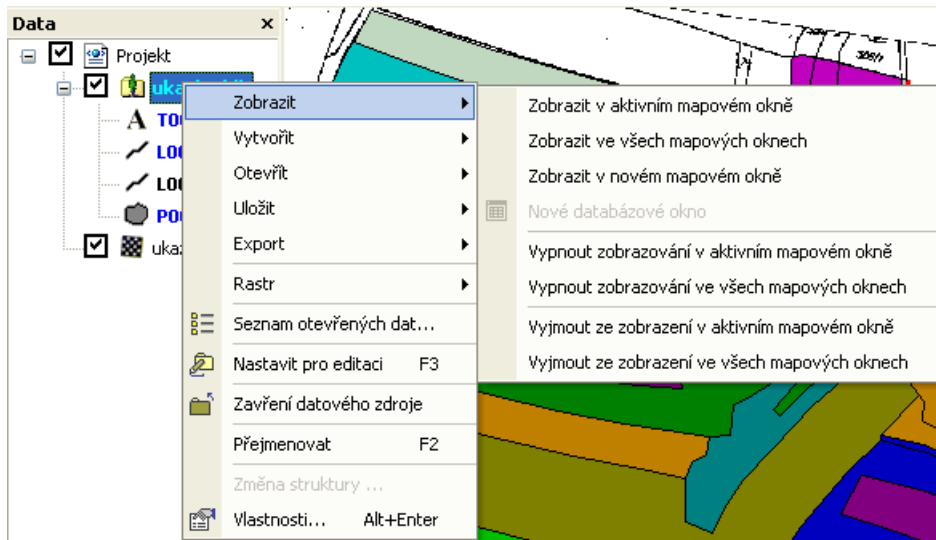 Data
Projekt
Zobrazit
Vytvořit
Otevřít
Uložit
Export
Rastr
Seznam otevřených dat...
Nastavit pro editaci F3
Zavření datového zdroje
Přejmenovat F2
Změna struktury ...
Vlastnosti... Alt+Enter
Zobrazit v aktivním mapovém okně
Zobrazit ve všech mapových oknech
Zobrazit v novém mapovém okně
Nové databázové okno
Vypnout zobrazování v aktivním mapovém okně
Vypnout zobrazování ve všech mapových oknech
Vyjmout ze zobrazení v aktivním mapovém okně
Vyjmout ze zobrazení ve všech mapových oknech